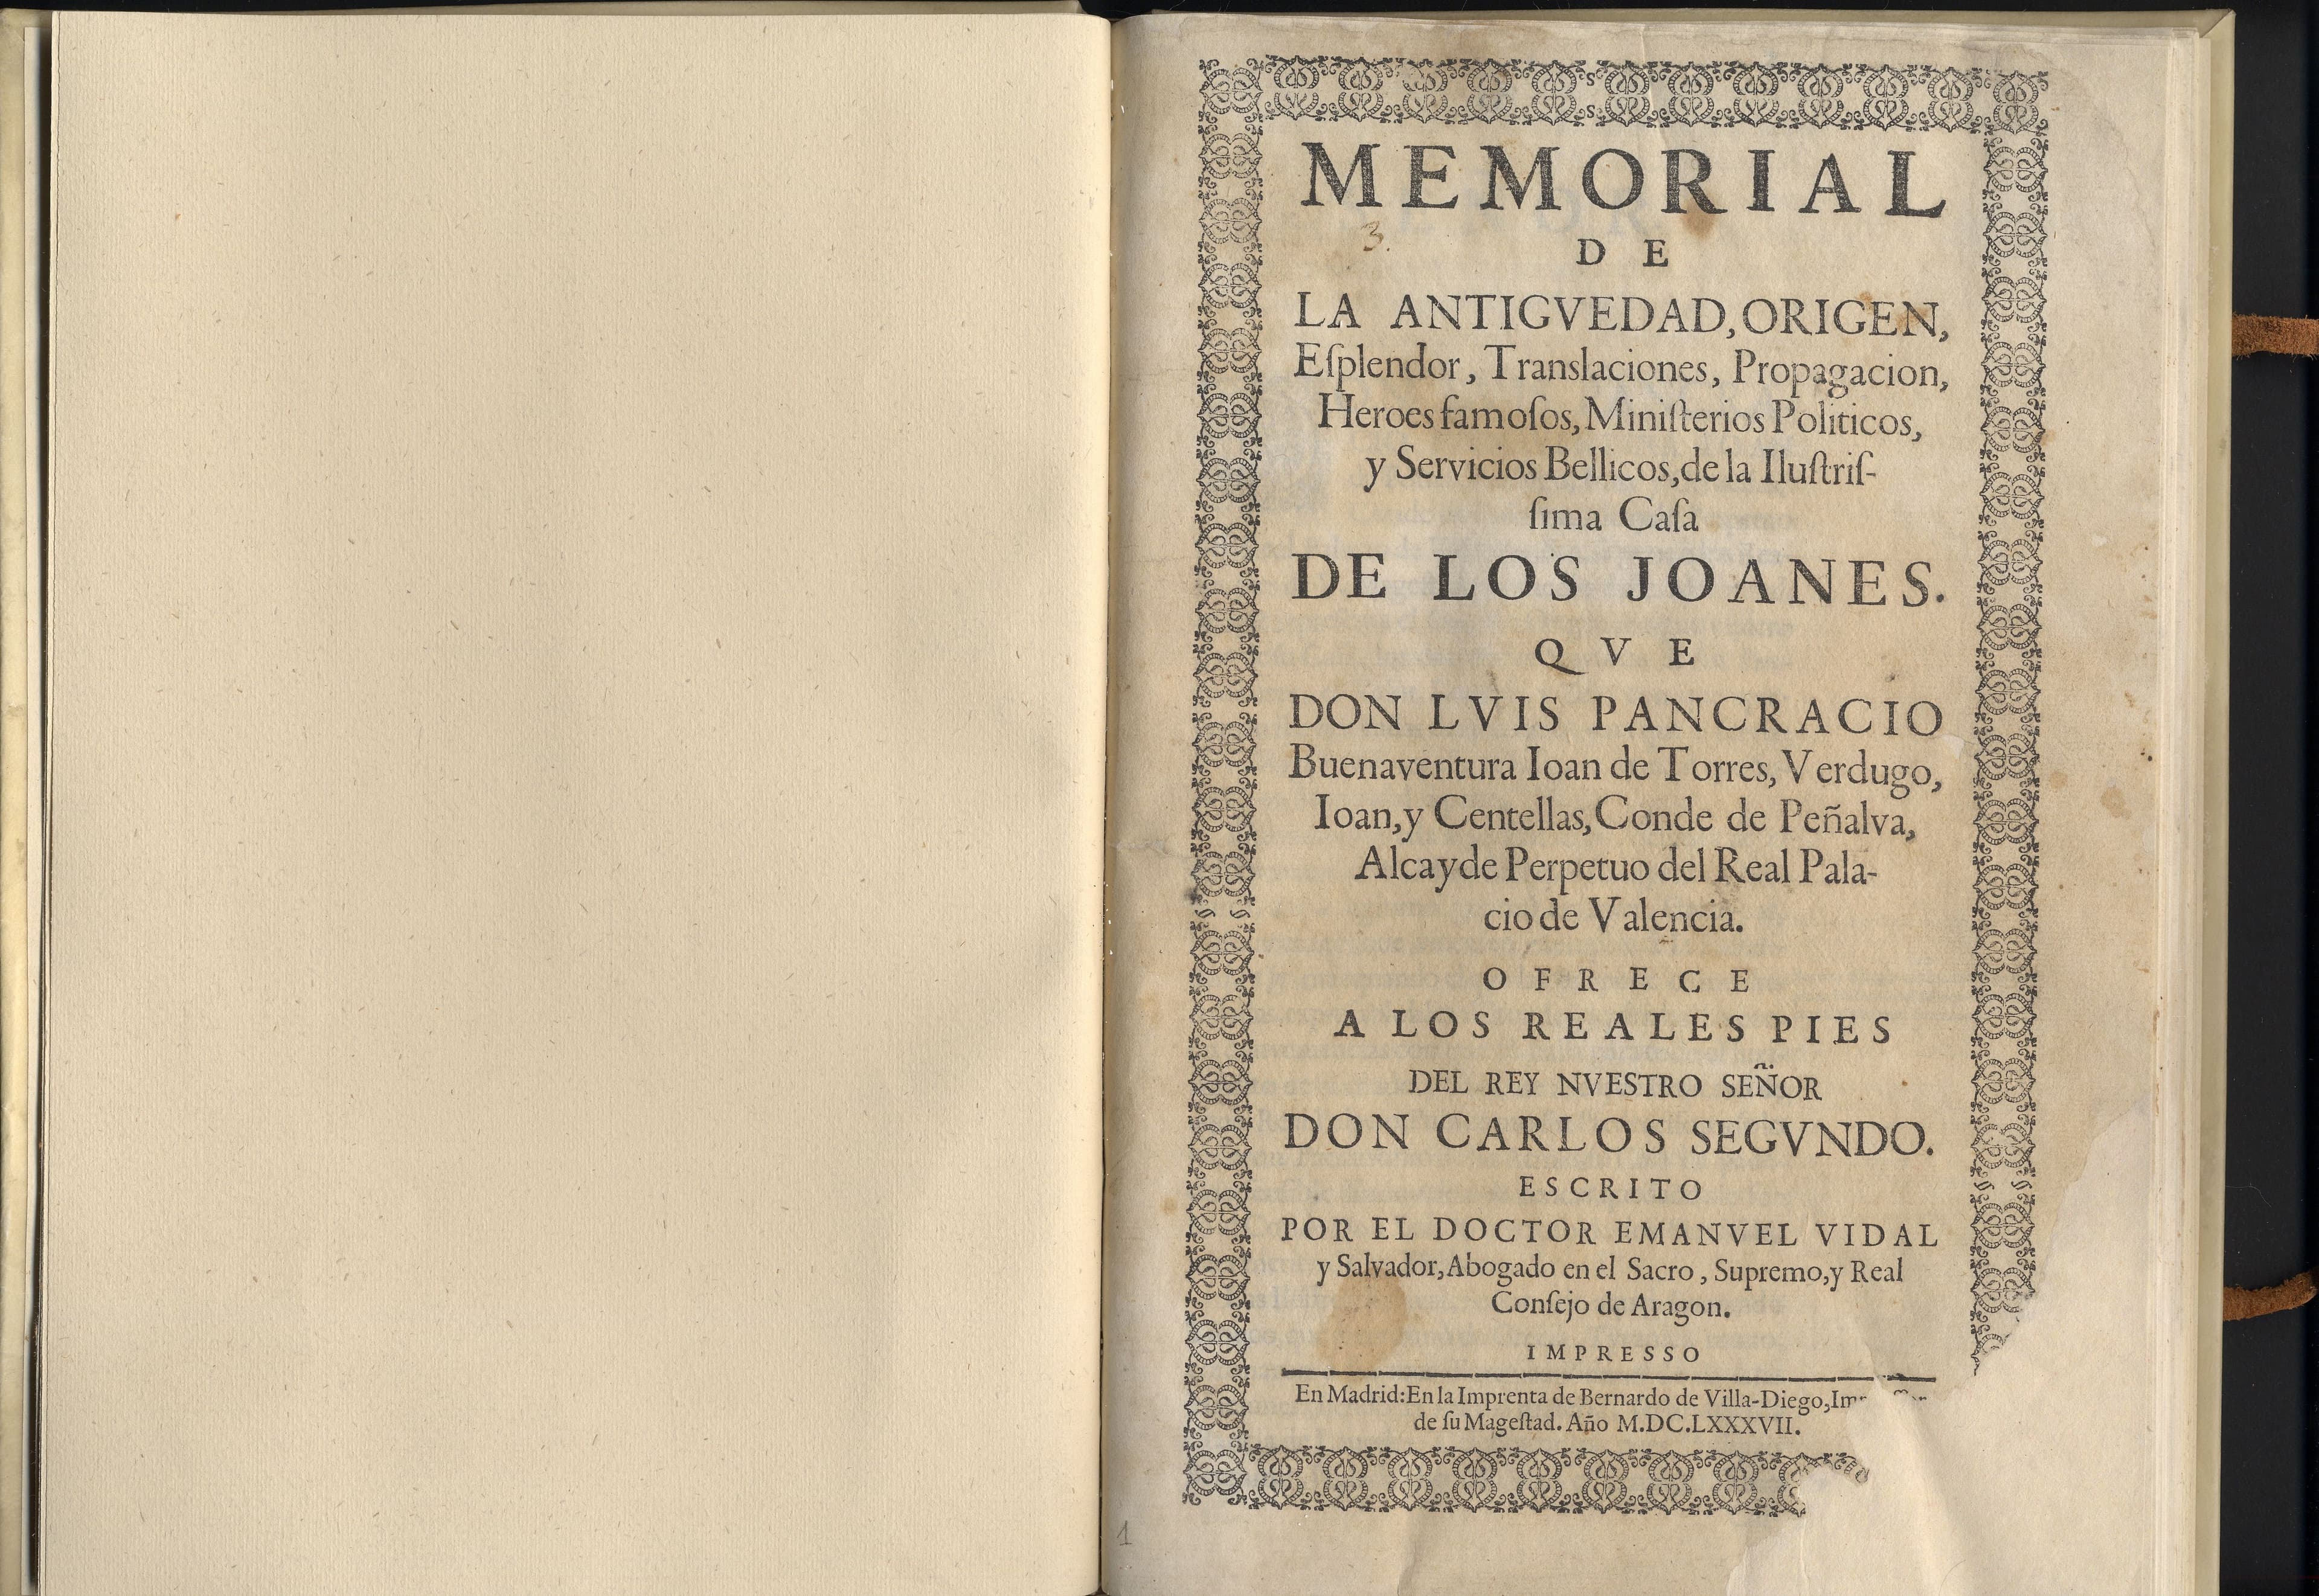 MEMORIAL
3.
DE
LA ANTIGVEDAD, ORIGEN,
Eſplendor, Translaciones, Propagacion,
Heroes famoſos, Miniſterios Politicos,
y Servicios Bellicos, de la Iluſtriſ-
ſima Caſa
DE LOS JOANES.
QVE
DON LVIS PANCRACIO
Buenaventura Ioan de Torres, Verdugo,
Ioan, y Centellas, Conde de Peñalva,
Alcayde Perpetuo del Real Pala-
cio de Valencia.
OFRECE
A LOS REALES PIES
DEL REY NVESTRO SEÑOR
DON CARLOS SEGVNDO.
ESCRITO
POR EL DOCTOR EMANVEL VIDAL
y Salvador, Abogado en el Sacro, Supremo, y Real
Conſejo de Aragon.
IMPRESSO
En Madrid: En la Imprenta de Bernardo de Villa-Diego,
de ſu Mageſtad. Año M.DC.LXXXVII.
1